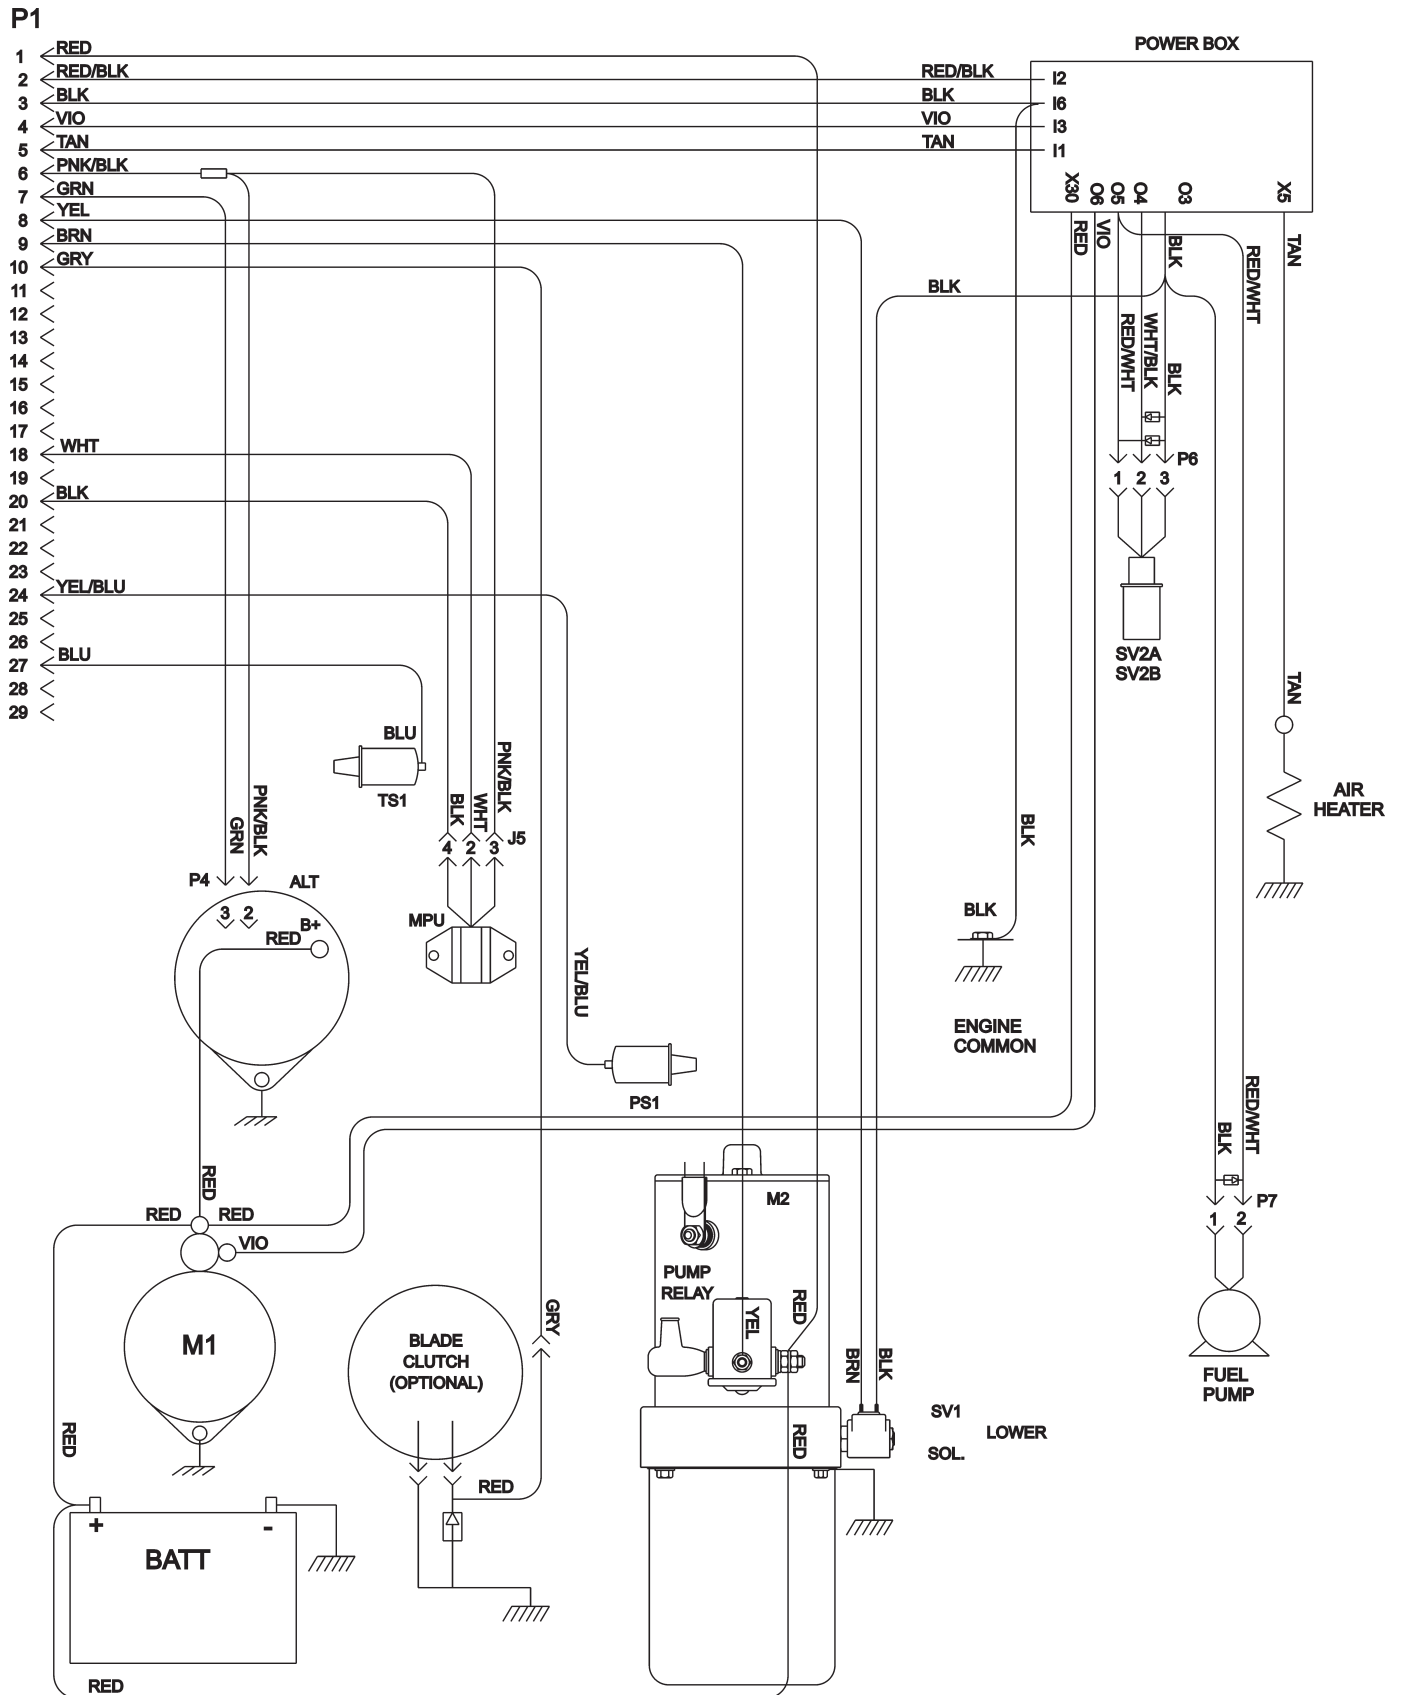 P1
POWER BOX
1 RED
2 RED/BLK RED/BLK I2
3 BLK BLK I6
4 VIO VIO I3
5 TAN TAN I1
6 PNK/BLK
7 GRN
8 YEL
9 BRN
10 GRY
11
12
13
14
15
16
17
18 WHT
19
20 BLK
21
22
23
24 YEL/BLU
25
26
27 BLU
28
29
X30 O6 O5 O4 O3 X5
RED VIO BLK RED/WHT TAN
BLK
RED/WHT WHT/BLK BLK
P6
1 2 3
SV2A
SV2B
TAN
AIR
HEATER
BLU
TS1
BLK WHT PNK/BLK
J5
4 2 3
MPU
GRN PNK/BLK
P4 ALT
3 2
B+
RED
BLK
BLK
ENGINE
COMMON
YEL/BLU
PS1
RED
RED RED
VIO
M1
RED
BLADE
CLUTCH
(OPTIONAL)
GRY
RED
M2
PUMP
RELAY
YEL
RED
BRN BLK
RED
SV1
LOWER
SOL.
BLK RED/WHT
P7
1 2
FUEL
PUMP
+ -
BATT
RED